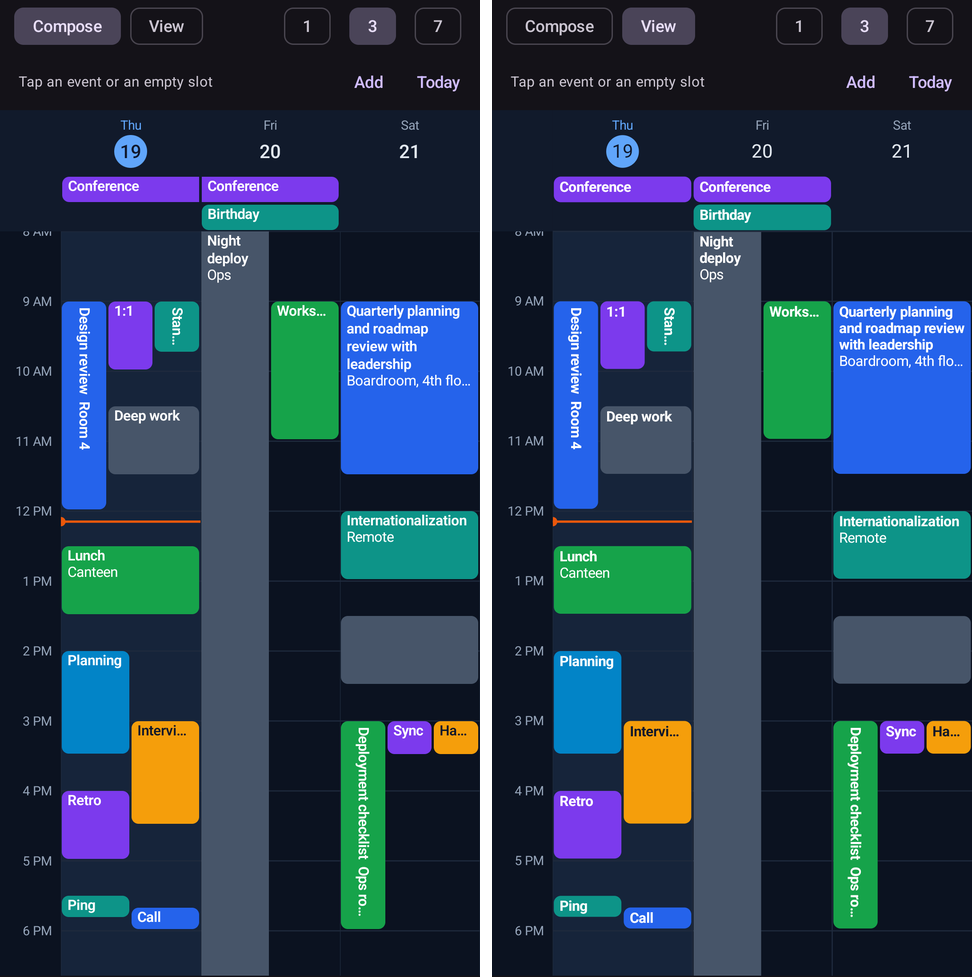 Compose View 1 3 7
Tap an event or an empty slot Add Today
Thu Fri Sat
19 20 21
Conference Conference
Birthday
8 AM
Night
deploy
Ops
9 AM
Design review Room 4
1:1
Stan...
Works...
Quarterly planning
and roadmap
review with
leadership
Boardroom, 4th flo...
10 AM
Deep work
11 AM
12 PM
Internationalization
Remote
Lunch
Canteen
1 PM
2 PM
Planning
3 PM
Intervi...
Deployment checklist Ops ro...
Sync
Ha...
4 PM
Retro
5 PM
Ping
Call
6 PM
Compose View 1 3 7
Tap an event or an empty slot Add Today
Thu Fri Sat
19 20 21
Conference Conference
Birthday
8 AM
Night
deploy
Ops
9 AM
Design review Room 4
1:1
Stan...
Works...
Quarterly planning
and roadmap review
with leadership
Boardroom, 4th flo...
10 AM
Deep work
11 AM
12 PM
Internationalization
Remote
Lunch
Canteen
1 PM
2 PM
Planning
3 PM
Intervi...
Deployment checklist Ops ro...
Sync
Ha...
4 PM
Retro
5 PM
Ping
Call
6 PM